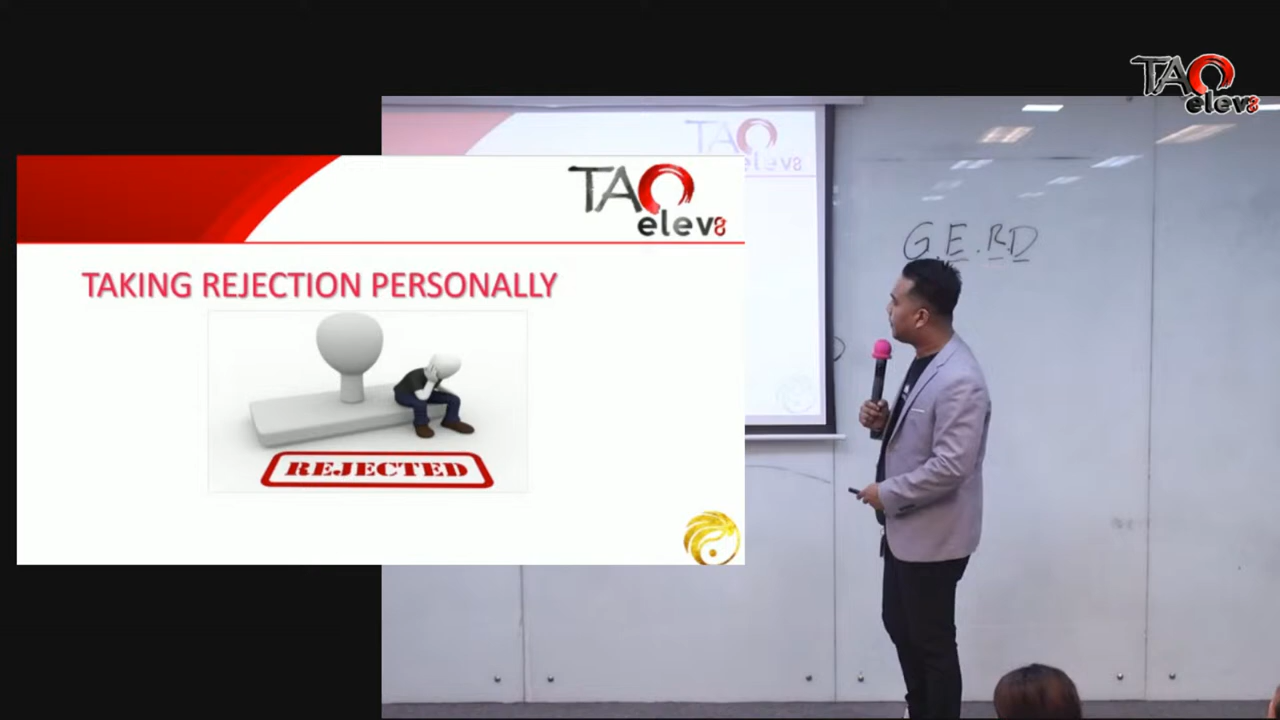 TAO
elev8
TAO
elev8
TAO
elev8
TAKING REJECTION PERSONALLY
REJECTED
G.E.RD